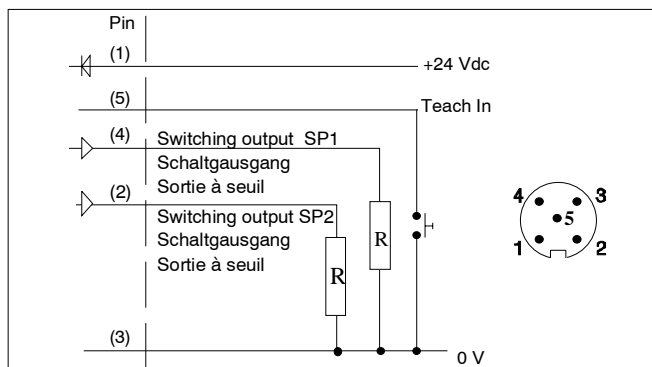 Pin
(1)
+24 Vdc
(5)
Teach In
(4)
Switching output SP1
Schaltgausgang
Sortie à seuil
(2)
Switching output SP2
Schaltgausgang
Sortie à seuil
R
R
4
3
5
1
2
(3)
0 V